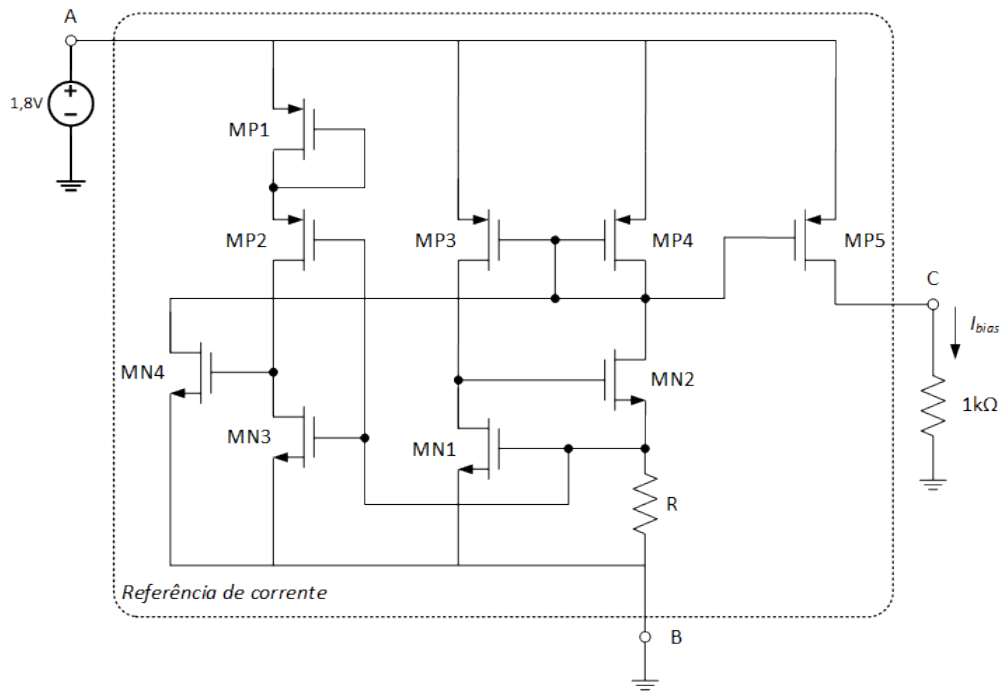 A
1,8V
+
−
MP1
MP2
MP3
MP4
MP5
C
I_bias
MN4
MN2
1kΩ
MN3
MN1
R
Referência de corrente
B